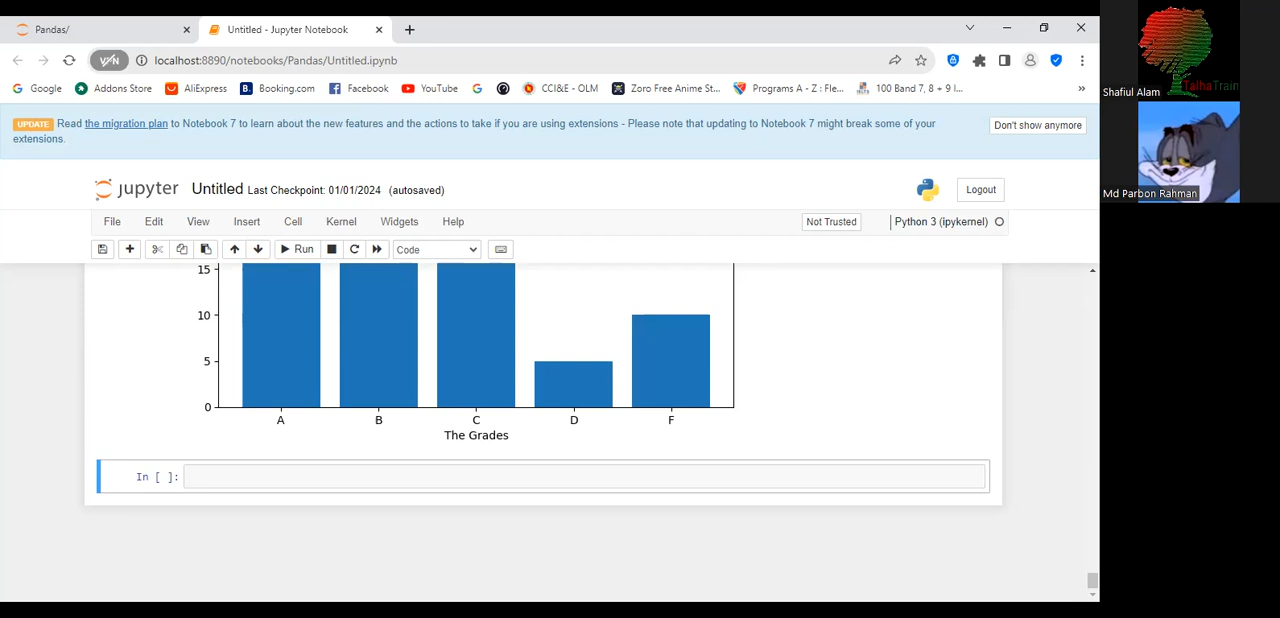 Pandas/
Untitled - Jupyter Notebook
VPN
localhost:8890/notebooks/Pandas/Untitled.ipynb
Google Addons Store AliExpress Booking.com Facebook YouTube CCI&E - OLM Zoro Free Anime St... Programs A - Z : Fle... 100 Band 7, 8 + 9 I... »
UPDATE Read the migration plan to Notebook 7 to learn about the new features and the actions to take if you are using extensions - Please note that updating to Notebook 7 might break some of your
extensions.
Don't show anymore
jupyter Untitled Last Checkpoint: 01/01/2024 (autosaved)
Logout
File Edit View Insert Cell Kernel Widgets Help
Not Trusted
Python 3 (ipykernel)
Run
Code
15
10
5
0
A B C D F
The Grades
In [ ]:
Shafiul Alam
TalhaTrain
Md Parbon Rahman